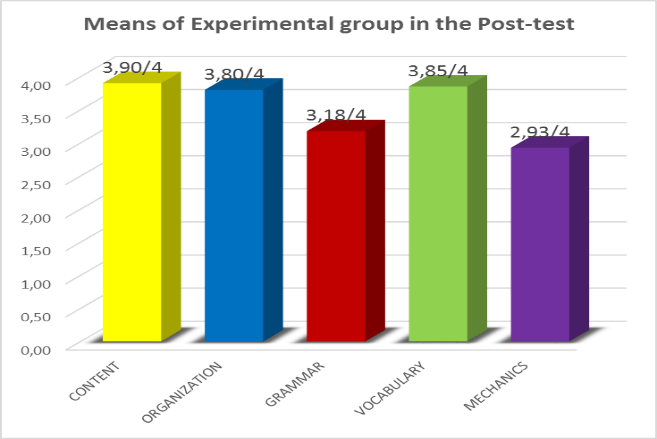 Means of Experimental group in the Post-test
3,90/4
3,80/4
3,18/4
3,85/4
2,93/4
4,00
3,50
3,00
2,50
2,00
1,50
1,00
0,50
0,00
CONTENT
ORGANIZATION
GRAMMAR
VOCABULARY
MECHANICS